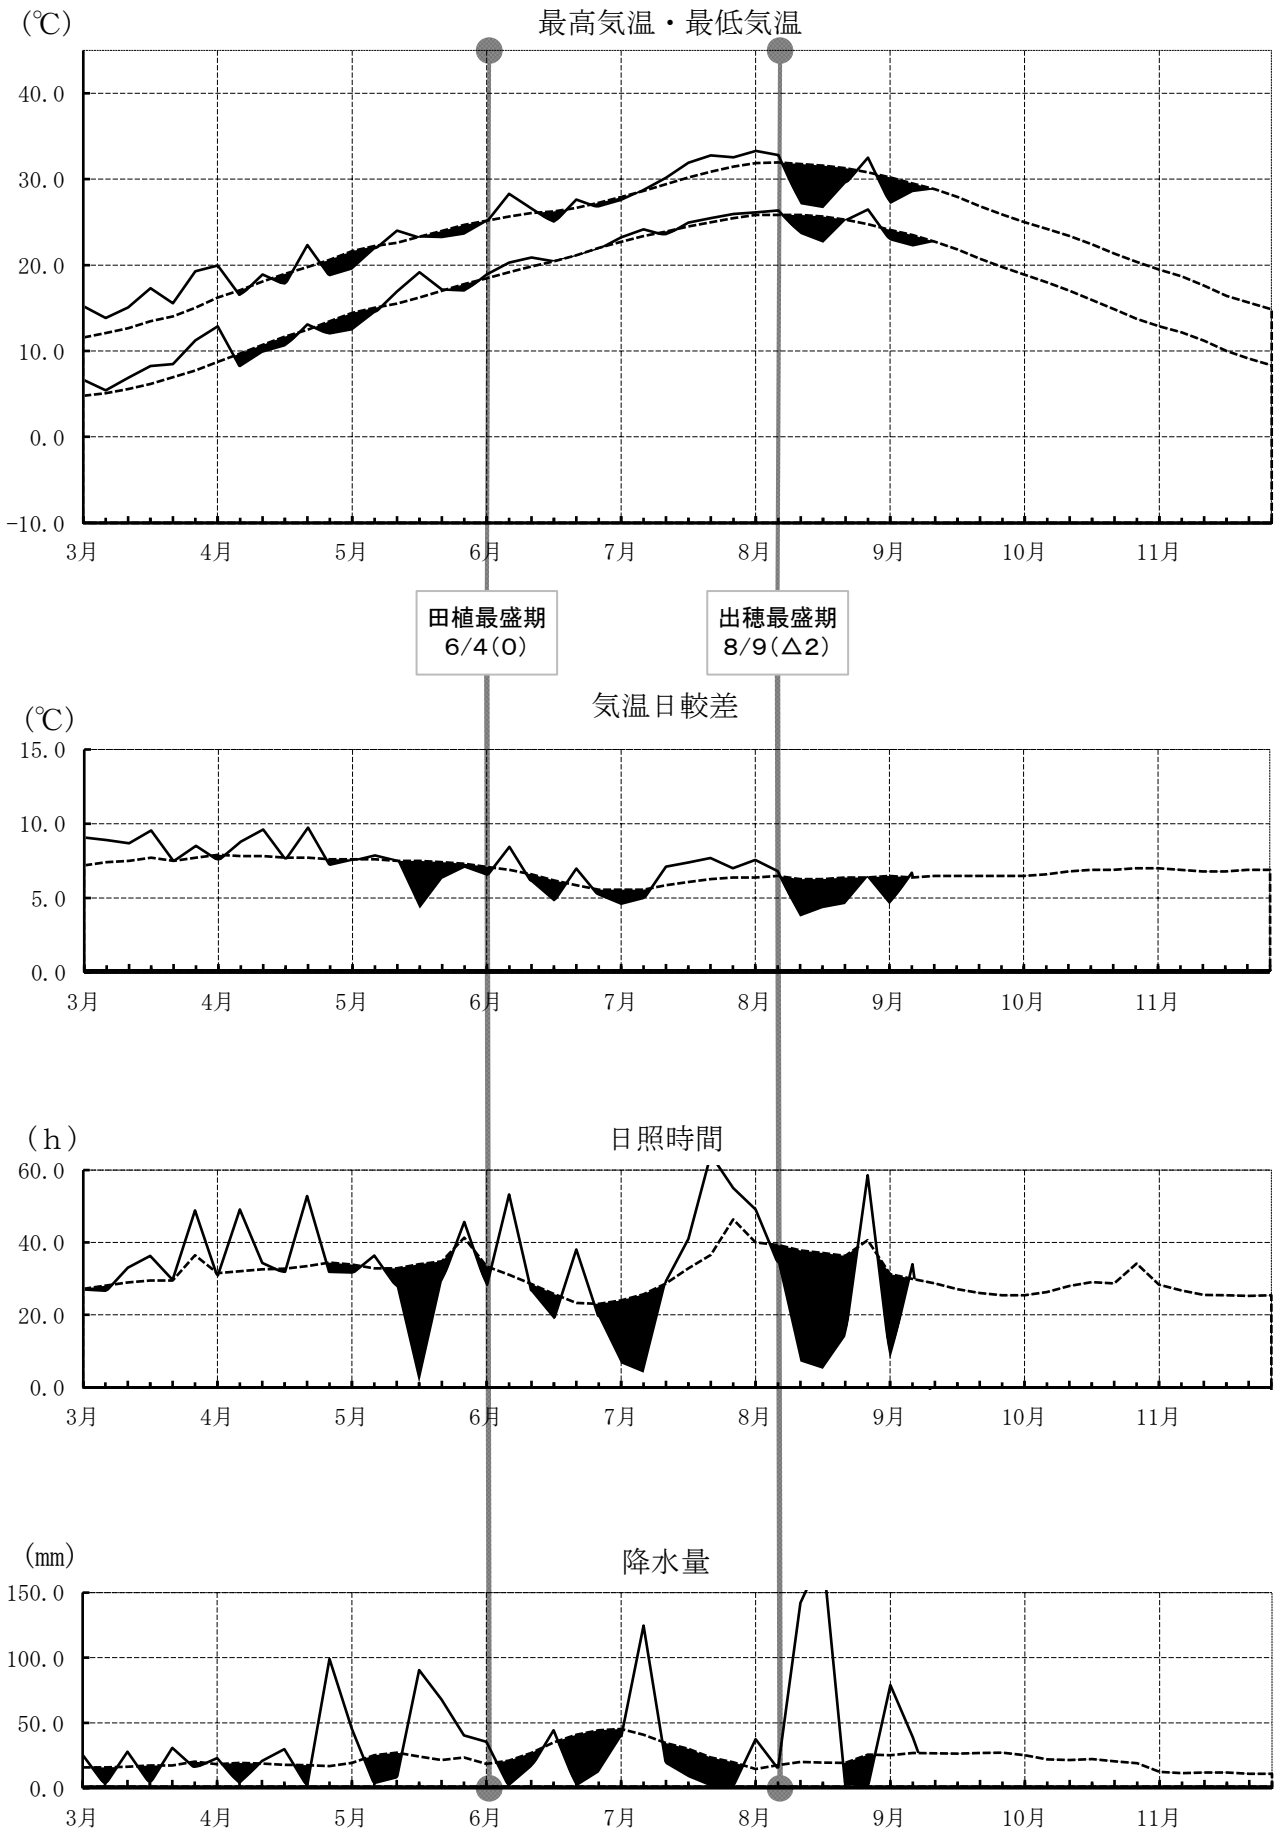 (℃)
最高気温・最低気温
40.0
30.0
20.0
10.0
0.0
-10.0
3月 4月 5月 6月 7月 8月 9月 10月 11月
田植最盛期
6/4(0)
出穂最盛期
8/9(△2)
気温日較差
(℃)
15.0
10.0
5.0
0.0
3月 4月 5月 6月 7月 8月 9月 10月 11月
(ｈ)
日照時間
60.0
40.0
20.0
0.0
3月 4月 5月 6月 7月 8月 9月 10月 11月
(㎜)
降水量
150.0
100.0
50.0
0.0
3月 4月 5月 6月 7月 8月 9月 10月 11月